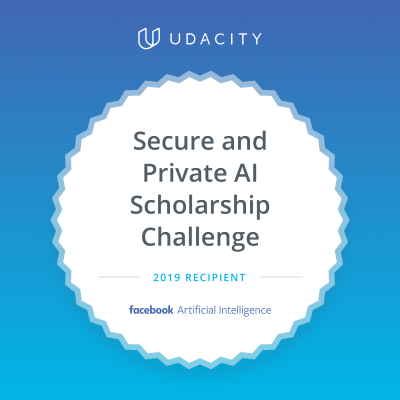 UDACITY
Secure and
Private AI
Scholarship
Challenge
2019 RECIPIENT
facebook Artificial Intelligence